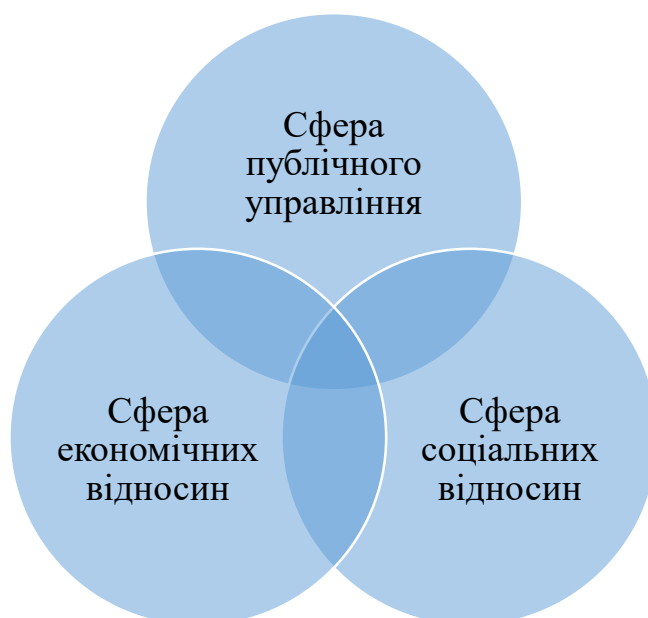 Сфера
публічного
управління
Сфера
економічних
відносин
Сфера
соціальних
відносин